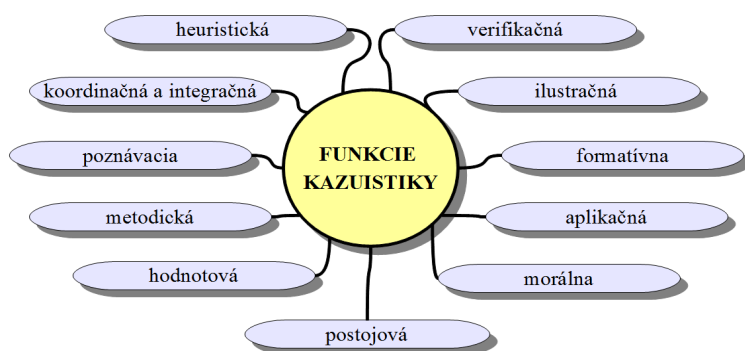 heuristická
verifikačná
koordinačná a integračná
ilustračná
FUNKCIE
KAZUISTIKY
poznávacia
formatívna
metodická
aplikačná
hodnotová
morálna
postojová